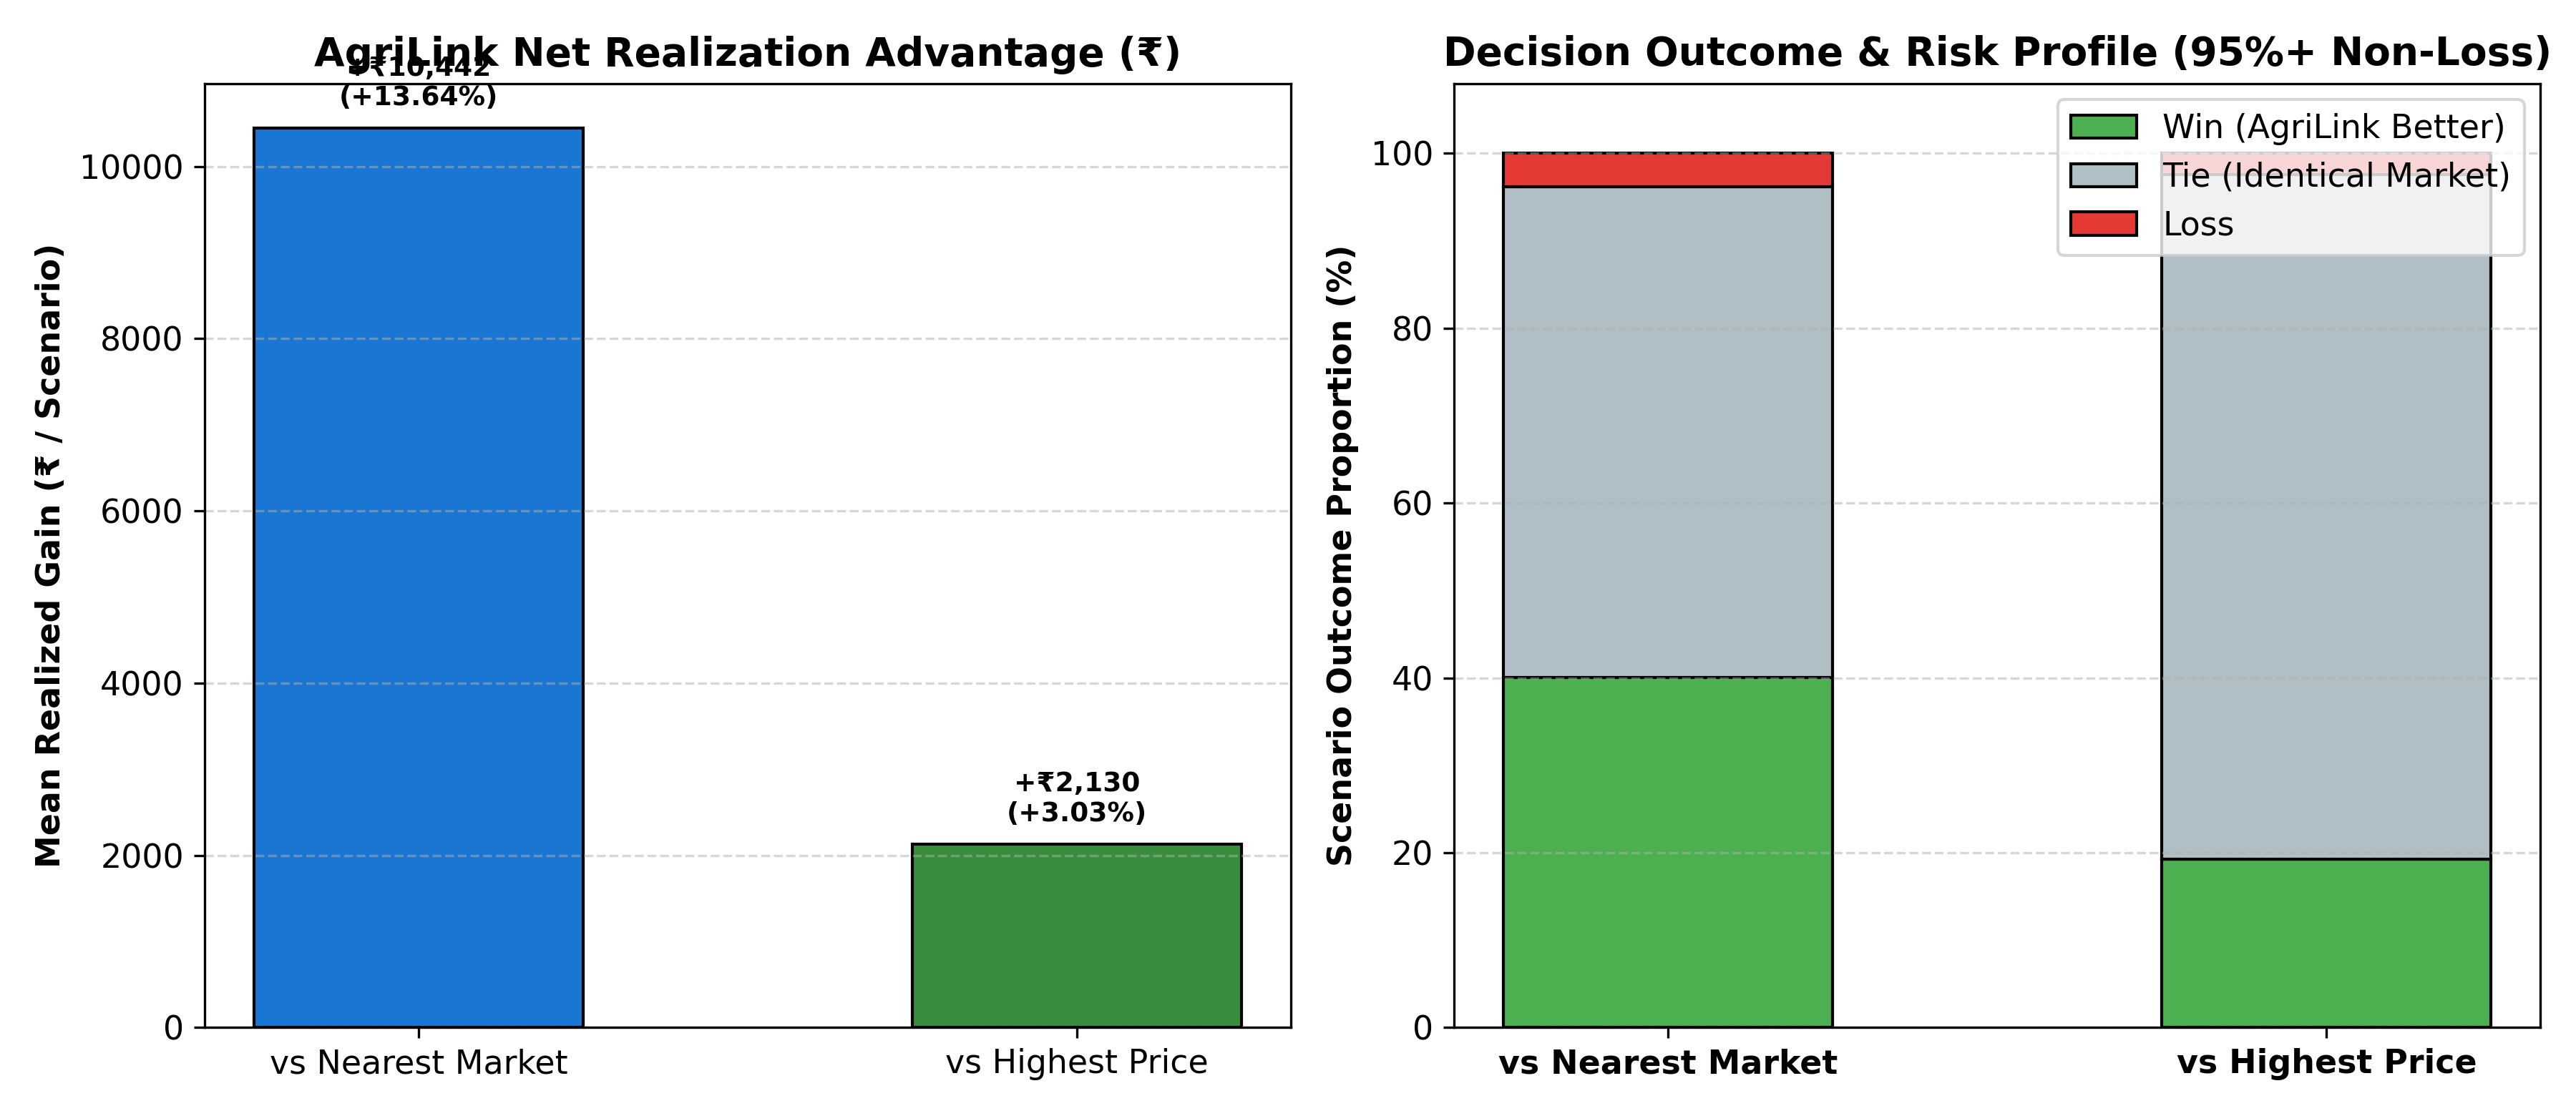 AgriLink Net Realization Advantage (₹)
+₹10,442
(+13.64%)
Mean Realized Gain (₹ / Scenario)
10000
8000
6000
4000
2000
0
+₹2,130
(+3.03%)
vs Nearest Market
vs Highest Price
Decision Outcome & Risk Profile (95%+ Non-Loss)
Scenario Outcome Proportion (%)
100
80
60
40
20
0
Win (AgriLink Better)
Tie (Identical Market)
Loss
vs Nearest Market
vs Highest Price